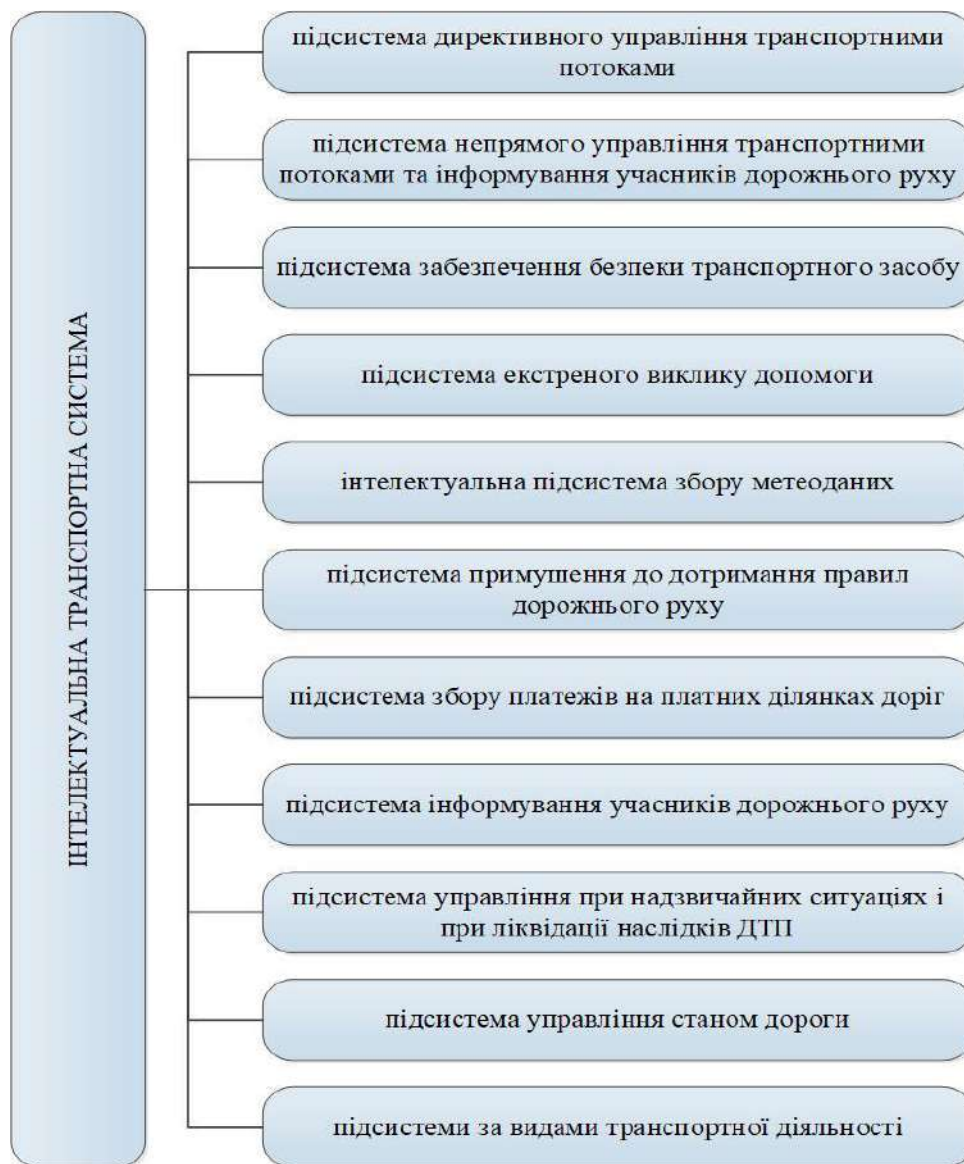 ІНТЕЛЕКТУАЛЬНА ТРАНСПОРТНА СИСТЕМА
підсистема директивного управління транспортними
потоками
підсистема непрямого управління транспортними
потоками та інформування учасників дорожнього руху
підсистема забезпечення безпеки транспортного засобу
підсистема екстреного виклику допомоги
інтелектуальна підсистема збору метеоданих
підсистема примушення до дотримання правил
дорожнього руху
підсистема збору платежів на платних ділянках доріг
підсистема інформування учасників дорожнього руху
підсистема управління при надзвичайних ситуаціях і
при ліквідації наслідків ДТП
підсистема управління станом дороги
підсистеми за видами транспортної діяльності